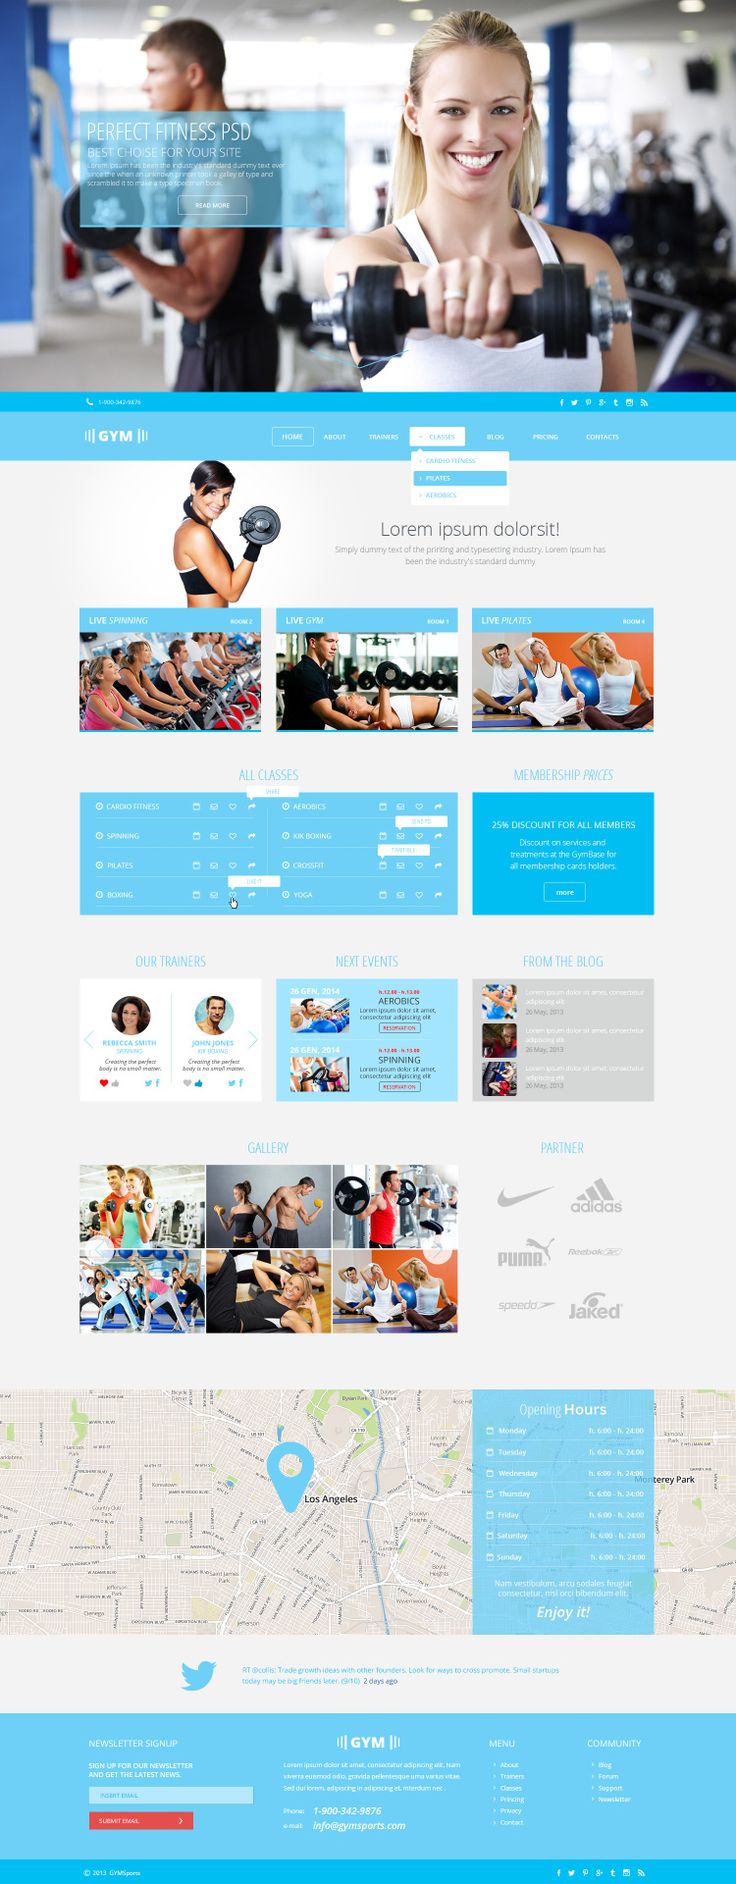 PERFECT FITNESS PSD
BEST CHOISE FOR YOUR SITE
Lorem Ipsum has been the industry's standard dummy text ever
since the when an unknown printer took a galley of type and
scrambled it to make a type specimen book.
READ MORE
1-900-342-9876
GYM
HOME
ABOUT
TRAINERS
CLASSES
BLOG
PRICING
CONTACTS
CARDIO FITNESS
PILATES
AEROBICS
Lorem ipsum dolorsit!
Simply dummy text of the printing and typesetting industry. Lorem Ipsum has
been the industry's standard dummy
LIVE SPINNING
ROOM 2
LIVE GYM
ROOM 1
LIVE PILATES
ROOM 4
ALL CLASSES
SHARE
CARDIO FITNESS
SPINNING
PILATES
LIKE IT
BOXING
AEROBICS
SEND TO
KIK BOXING
TIMETABLE
CROSSFIT
YOGA
MEMBERSHIP PRICES
25% DISCOUNT FOR ALL MEMBERS
Discount on services and
treatments at the GymBase for
all membership cards holders.
more
OUR TRAINERS
REBECCA SMITH
SPINNING
Creating the perfect
body is no small matter.
JOHN JONES
KIK BOXING
Creating the perfect
body is no small matter.
NEXT EVENTS
26 GEN, 2014
h.12.00 - h.13.00
AEROBICS
Lorem ipsum dolor sit amet,
consectetur adipiscing elit
RESERVATION
26 GEN, 2014
h.12.00 - h.13.00
SPINNING
Lorem ipsum dolor sit amet,
consectetur adipiscing elit
RESERVATION
FROM THE BLOG
Lorem ipsum dolor sit amet, consectetur
adipiscing elit
26 May, 2013
Lorem ipsum dolor sit amet, consectetur
adipiscing elit
26 May, 2013
Lorem ipsum dolor sit amet, consectetur
adipiscing elit
26 May, 2013
GALLERY
PARTNER
adidas
PUMA
Reebok
speedo
Jaked
Los Angeles
Monterey Park
Opening Hours
Monday h. 6:00 - h. 24:00
Tuesday h. 6:00 - h. 24:00
Wednesday h. 6:00 - h. 24:00
Thursday h. 6:00 - h. 24:00
Friday h. 6:00 - h. 24:00
Saturday h. 6:00 - h. 24:00
Sunday h. 6:00 - h. 24:00
Nam vestibulum, arcu sodales feugiat
consectetur, nisl orci bibendum elit.
Enjoy it!
RT @collis: Trade growth ideas with other founders. Look for ways to cross promote. Small startups
today may be big friends later. (9/10) 2 days ago
NEWSLETTER SIGNUP
SIGN UP FOR OUR NEWSLETTER
AND GET THE LATEST NEWS.
INSERT EMAIL
SUBMIT EMAIL
GYM
Lorem ipsum dolor sit amet, consectetur adipiscing elit. Nam
viverra euismod odio, gravida pellentesque urna varius vitae.
Sed dui lorem, adipiscing in adipiscing et, interdum nec .
Phone: 1-900-342-9876
e-mail: info@gymsports.com
MENU
About
Trainers
Classes
Princing
Privacy
Contact
COMMUNITY
Blog
Forum
Support
Newsletter
© 2013 GYMSports